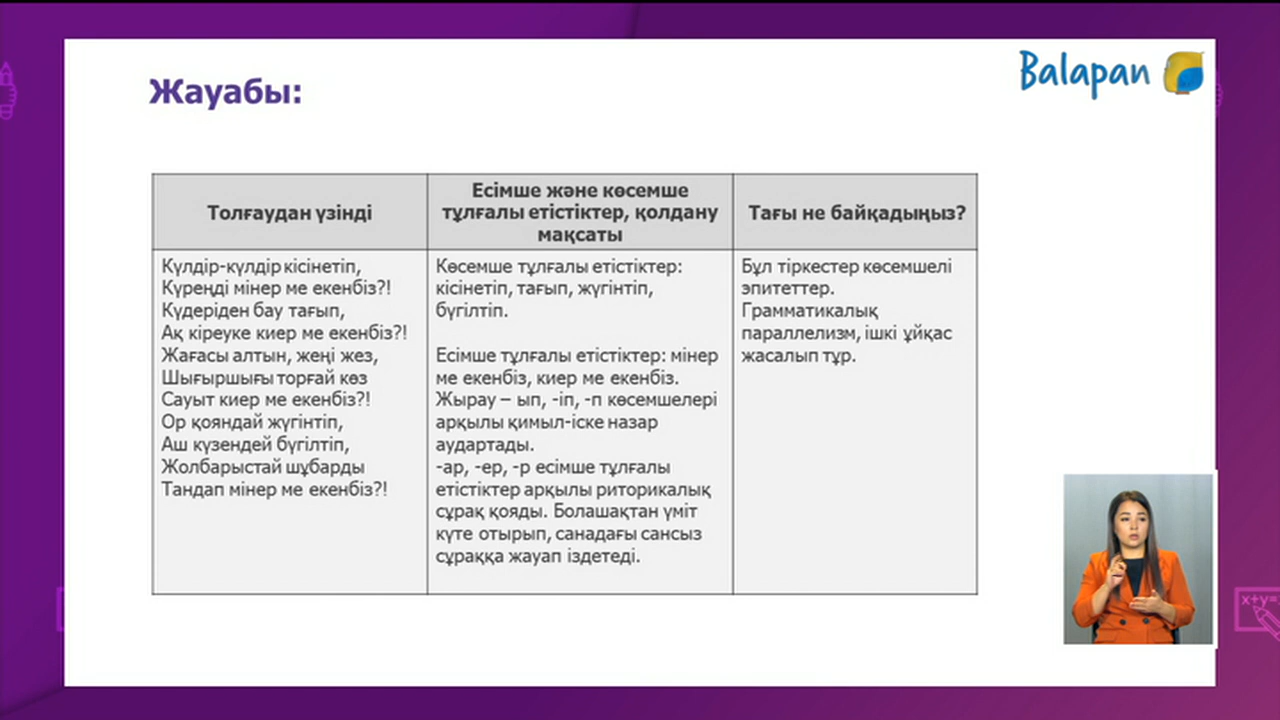 Balapan
Жауабы:
Толғаудан үзінді
Есімше және көсемше
тұлғалы етістіктер, қолдану
мақсаты
Тағы не байқадыңыз?
Күлдір-күлдір кісінетіп,
Күреңді мінер ме екенбіз?!
Күдеріден бау тағып,
Ақ кіреуке киер ме екенбіз?!
Жағасы алтын, жеңі жез,
Шығыршығы торғай көз
Сауыт киер ме екенбіз?!
Ор қояндай жүгінтіп,
Аш күзендей бүгілтіп,
Жолбарыстай шұбарды
Тандап мінер ме екенбіз?!
Көсемше тұлғалы етістіктер:
кісінетіп, тағып, жүгінтіп,
бүгілтіп.
Есімше тұлғалы етістіктер: мінер
ме екенбіз, киер ме екенбіз.
Жырау – ып, -іп, -п көсемшелері
арқылы қимыл-іске назар
аудартады.
-ар, -ер, -р есімше тұлғалы
етістіктер арқылы риторикалық
сұрақ қояды. Болашақтан үміт
күте отырып, санадағы сансыз
сұраққа жауап іздетеді.
Бұл тіркестер көсемшелі
эпитеттер.
Грамматикалық
параллелизм, ішкі ұйқас
жасалып тұр.
x+y=